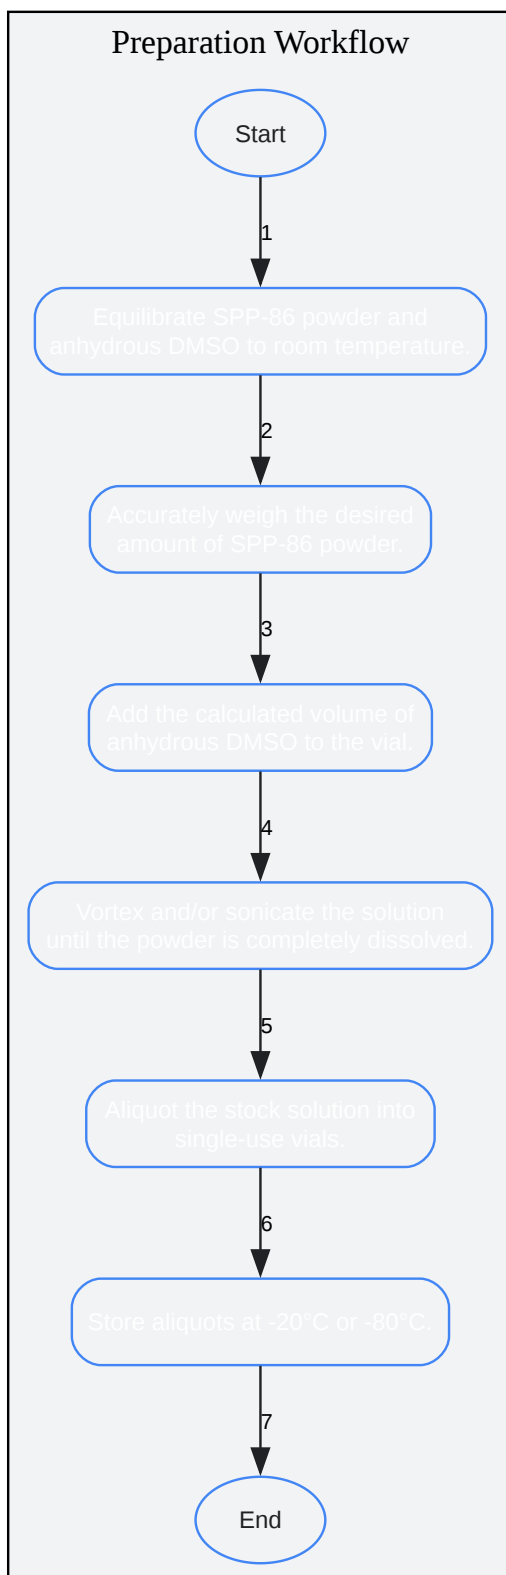 Preparation Workflow
Start
1
Equilibrate SPP-86 powder and
anhydrous DMSO to room temperature.
2
Accurately weigh the desired
amount of SPP-86 powder.
3
Add the calculated volume of
anhydrous DMSO to the vial.
4
Vortex and/or sonicate the solution
until the powder is completely dissolved.
5
Aliquot the stock solution into
single-use vials.
6
Store aliquots at -20°C or -80°C.
7
End